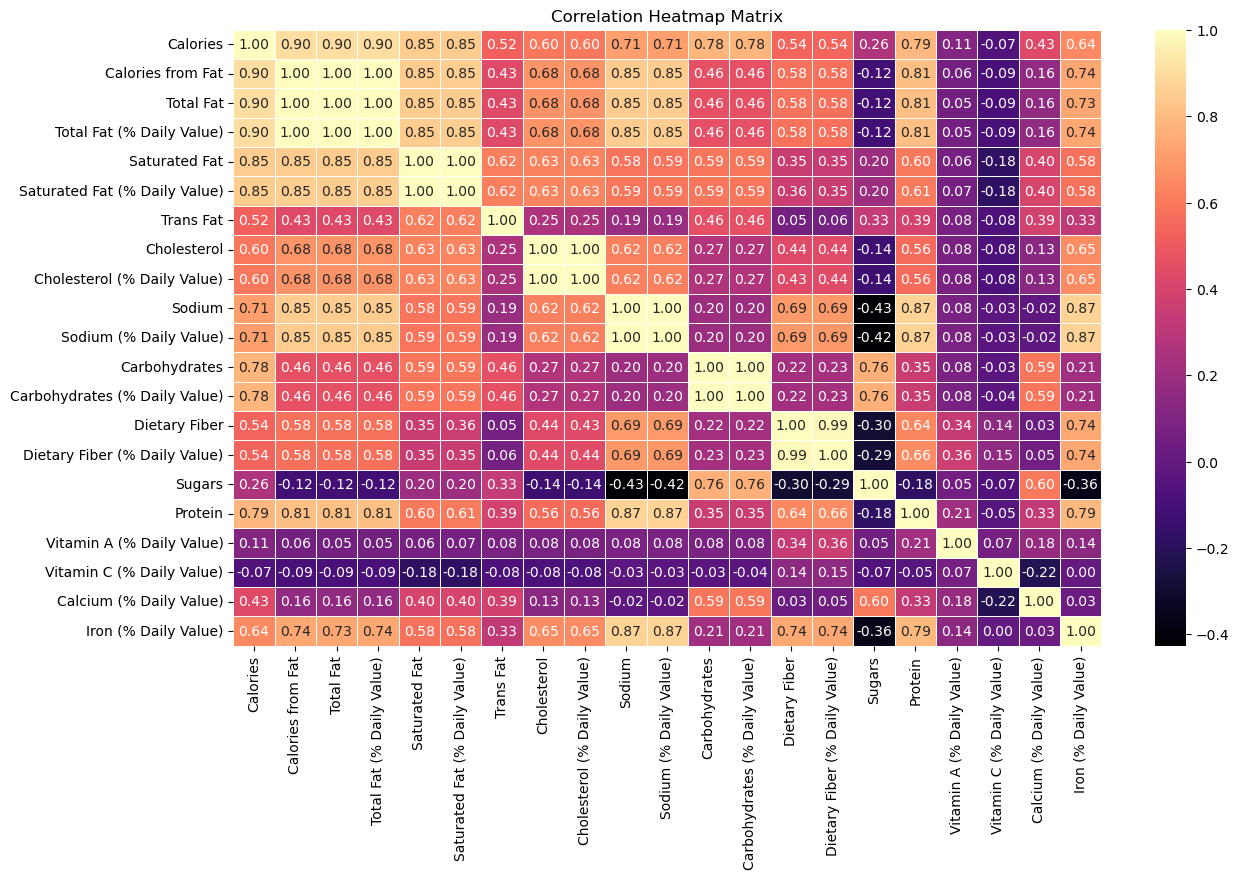 Correlation Heatmap Matrix
Calories 1.00 0.90 0.90 0.90 0.85 0.85 0.52 0.60 0.60 0.71 0.71 0.78 0.78 0.54 0.54 0.26 0.79 0.11 -0.07 0.43 0.64
Calories from Fat 0.90 1.00 1.00 1.00 0.85 0.85 0.43 0.68 0.68 0.85 0.85 0.46 0.46 0.58 0.58 -0.12 0.81 0.06 -0.09 0.16 0.74
Total Fat 0.90 1.00 1.00 1.00 0.85 0.85 0.43 0.68 0.68 0.85 0.85 0.46 0.46 0.58 0.58 -0.12 0.81 0.05 -0.09 0.16 0.73
Total Fat (% Daily Value) 0.90 1.00 1.00 1.00 0.85 0.85 0.43 0.68 0.68 0.85 0.85 0.46 0.46 0.58 0.58 -0.12 0.81 0.05 -0.09 0.16 0.74
Saturated Fat 0.85 0.85 0.85 0.85 1.00 1.00 0.62 0.63 0.63 0.58 0.59 0.59 0.59 0.35 0.35 0.20 0.60 0.06 -0.18 0.40 0.58
Saturated Fat (% Daily Value) 0.85 0.85 0.85 0.85 1.00 1.00 0.62 0.63 0.63 0.59 0.59 0.59 0.59 0.36 0.35 0.20 0.61 0.07 -0.18 0.40 0.58
Trans Fat 0.52 0.43 0.43 0.43 0.62 0.62 1.00 0.25 0.25 0.19 0.19 0.46 0.46 0.05 0.06 0.33 0.39 0.08 -0.08 0.39 0.33
Cholesterol 0.60 0.68 0.68 0.68 0.63 0.63 0.25 1.00 1.00 0.62 0.62 0.27 0.27 0.44 0.44 -0.14 0.56 0.08 -0.08 0.13 0.65
Cholesterol (% Daily Value) 0.60 0.68 0.68 0.68 0.63 0.63 0.25 1.00 1.00 0.62 0.62 0.27 0.27 0.43 0.44 -0.14 0.56 0.08 -0.08 0.13 0.65
Sodium 0.71 0.85 0.85 0.85 0.58 0.59 0.19 0.62 0.62 1.00 1.00 0.20 0.20 0.69 0.69 -0.43 0.87 0.08 -0.03 -0.02 0.87
Sodium (% Daily Value) 0.71 0.85 0.85 0.85 0.59 0.59 0.19 0.62 0.62 1.00 1.00 0.20 0.20 0.69 0.69 -0.42 0.87 0.08 -0.03 -0.02 0.87
Carbohydrates 0.78 0.46 0.46 0.46 0.59 0.59 0.46 0.27 0.27 0.20 0.20 1.00 1.00 0.22 0.23 0.76 0.35 0.08 -0.03 0.59 0.21
Carbohydrates (% Daily Value) 0.78 0.46 0.46 0.46 0.59 0.59 0.46 0.27 0.27 0.20 0.20 1.00 1.00 0.22 0.23 0.76 0.35 0.08 -0.04 0.59 0.21
Dietary Fiber 0.54 0.58 0.58 0.58 0.35 0.36 0.05 0.44 0.43 0.69 0.69 0.22 0.22 1.00 0.99 -0.30 0.64 0.34 0.14 0.03 0.74
Dietary Fiber (% Daily Value) 0.54 0.58 0.58 0.58 0.35 0.35 0.06 0.44 0.44 0.69 0.69 0.23 0.23 0.99 1.00 -0.29 0.66 0.36 0.15 0.05 0.74
Sugars 0.26 -0.12 -0.12 -0.12 0.20 0.20 0.33 -0.14 -0.14 -0.43 -0.42 0.76 0.76 -0.30 -0.29 1.00 -0.18 0.05 -0.07 0.60 -0.36
Protein 0.79 0.81 0.81 0.81 0.60 0.61 0.39 0.56 0.56 0.87 0.87 0.35 0.35 0.64 0.66 -0.18 1.00 0.21 -0.05 0.33 0.79
Vitamin A (% Daily Value) 0.11 0.06 0.05 0.05 0.06 0.07 0.08 0.08 0.08 0.08 0.08 0.08 0.08 0.34 0.36 0.05 0.21 1.00 0.07 0.18 0.14
Vitamin C (% Daily Value) -0.07 -0.09 -0.09 -0.09 -0.18 -0.18 -0.08 -0.08 -0.08 -0.03 -0.03 -0.03 -0.04 0.14 0.15 -0.07 -0.05 0.07 1.00 -0.22 0.00
Calcium (% Daily Value) 0.43 0.16 0.16 0.16 0.40 0.40 0.39 0.13 0.13 -0.02 -0.02 0.59 0.59 0.03 0.05 0.60 0.33 0.18 -0.22 1.00 0.03
Iron (% Daily Value) 0.64 0.74 0.73 0.74 0.58 0.58 0.33 0.65 0.65 0.87 0.87 0.21 0.21 0.74 0.74 -0.36 0.79 0.14 0.00 0.03 1.00
Calories
Calories from Fat
Total Fat
Total Fat (% Daily Value)
Saturated Fat
Saturated Fat (% Daily Value)
Trans Fat
Cholesterol
Cholesterol (% Daily Value)
Sodium
Sodium (% Daily Value)
Carbohydrates
Carbohydrates (% Daily Value)
Dietary Fiber
Dietary Fiber (% Daily Value)
Sugars
Protein
Vitamin A (% Daily Value)
Vitamin C (% Daily Value)
Calcium (% Daily Value)
Iron (% Daily Value)
1.0
0.8
0.6
0.4
0.2
0.0
−0.2
−0.4